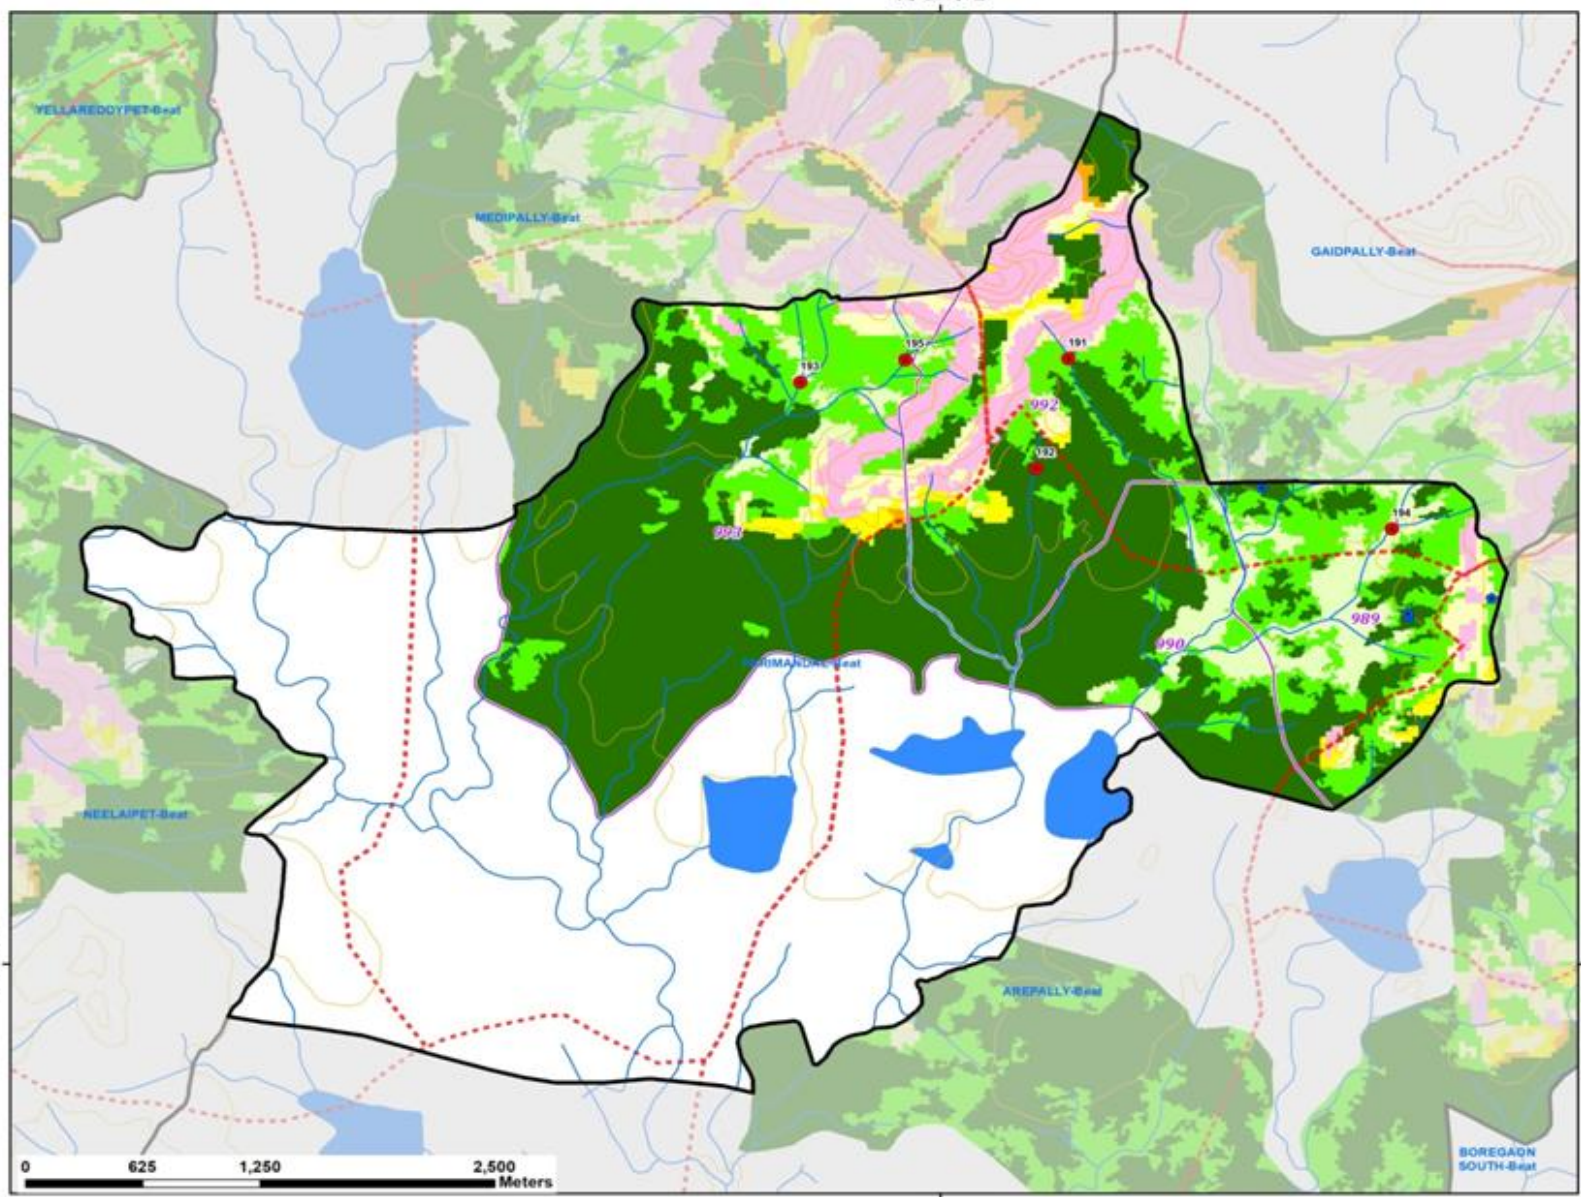 YELLAREDDYPET-Beat
MEDIPALLY-Beat
GAIDPALLY-Beat
195
191
193
992
192
194
993
989
990
NEELAIPET-Beat
AREPALLY-Beat
BOREGAON
SOUTH-Beat
0 625 1,250 2,500
Meters